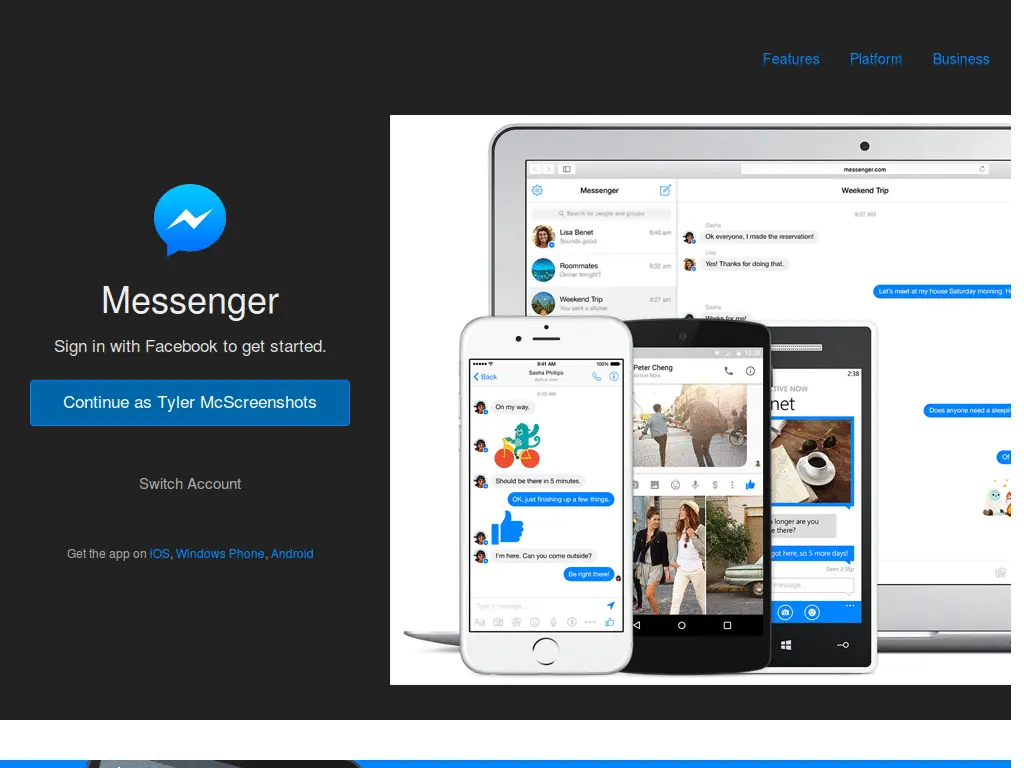 Features Platform Business
Messenger
Sign in with Facebook to get started.
Continue as Tyler McScreenshots
Switch Account
Get the app on iOS, Windows Phone, Android
messenger.com
Messenger
Weekend Trip
Search for people and groups
9:37 AM
Lisa Benet 9:40 am
Sounds good
Roommates 9:32 am
Dinner tonight?
Weekend Trip 9:27 am
You sent a sticker.
Sasha
Ok everyone, I made the reservation!
Lisa
Yes! Thanks for doing that.
Let's meet at my house Saturday morning.
Sasha
Works for me!
Does anyone need a
Of
9:41 AM 100%
Back
Sasha Phillips
Active now
9:39 AM
On my way.
Should be there in 5 minutes.
OK, just finishing up a few things.
I'm here. Can you come outside?
Be right there!
Type a message...
Aa
12:20
Peter Cheng
Active Now
$
2:38
TIVE NOW
net
longer are you
e there?
got here, so 5 more days!
Seen 2:38p
message...